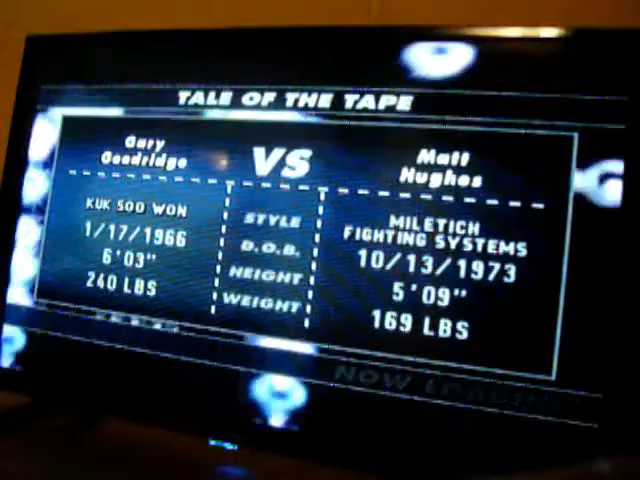 TALE OF THE TAPE
Gary
Goodridge
VS
Matt
Hughes
KUK SOO WON
STYLE
MILETICH
FIGHTING SYSTEMS
1/17/1966
D.O.B.
10/13/1973
6'03"
HEIGHT
5'09"
240 LBS
WEIGHT
169 LBS
NOW LOADING